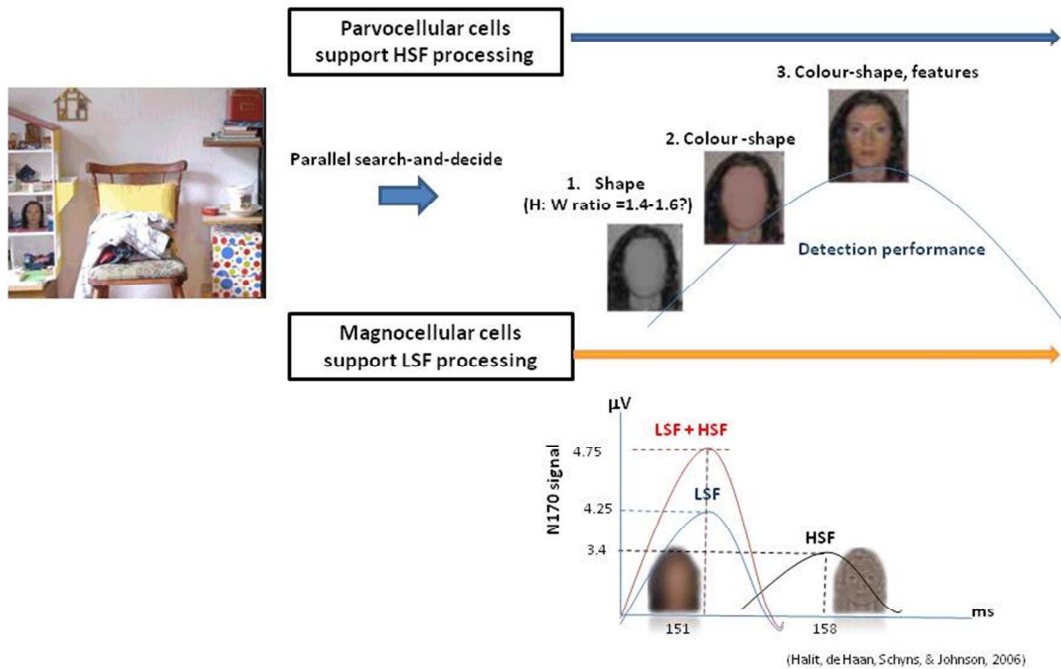 Parvocellular cells
support HSF processing
3. Colour-shape, features
2. Colour -shape
Parallel search-and-decide
1. Shape
(H: W ratio =1.4-1.6?)
Detection performance
Magnocellular cells
support LSF processing
µV
LSF + HSF
4.75
N170 signal
LSF
4.25
HSF
3.4
ms
151
158
(Halit, de Haan, Schyns, & Johnson, 2006)